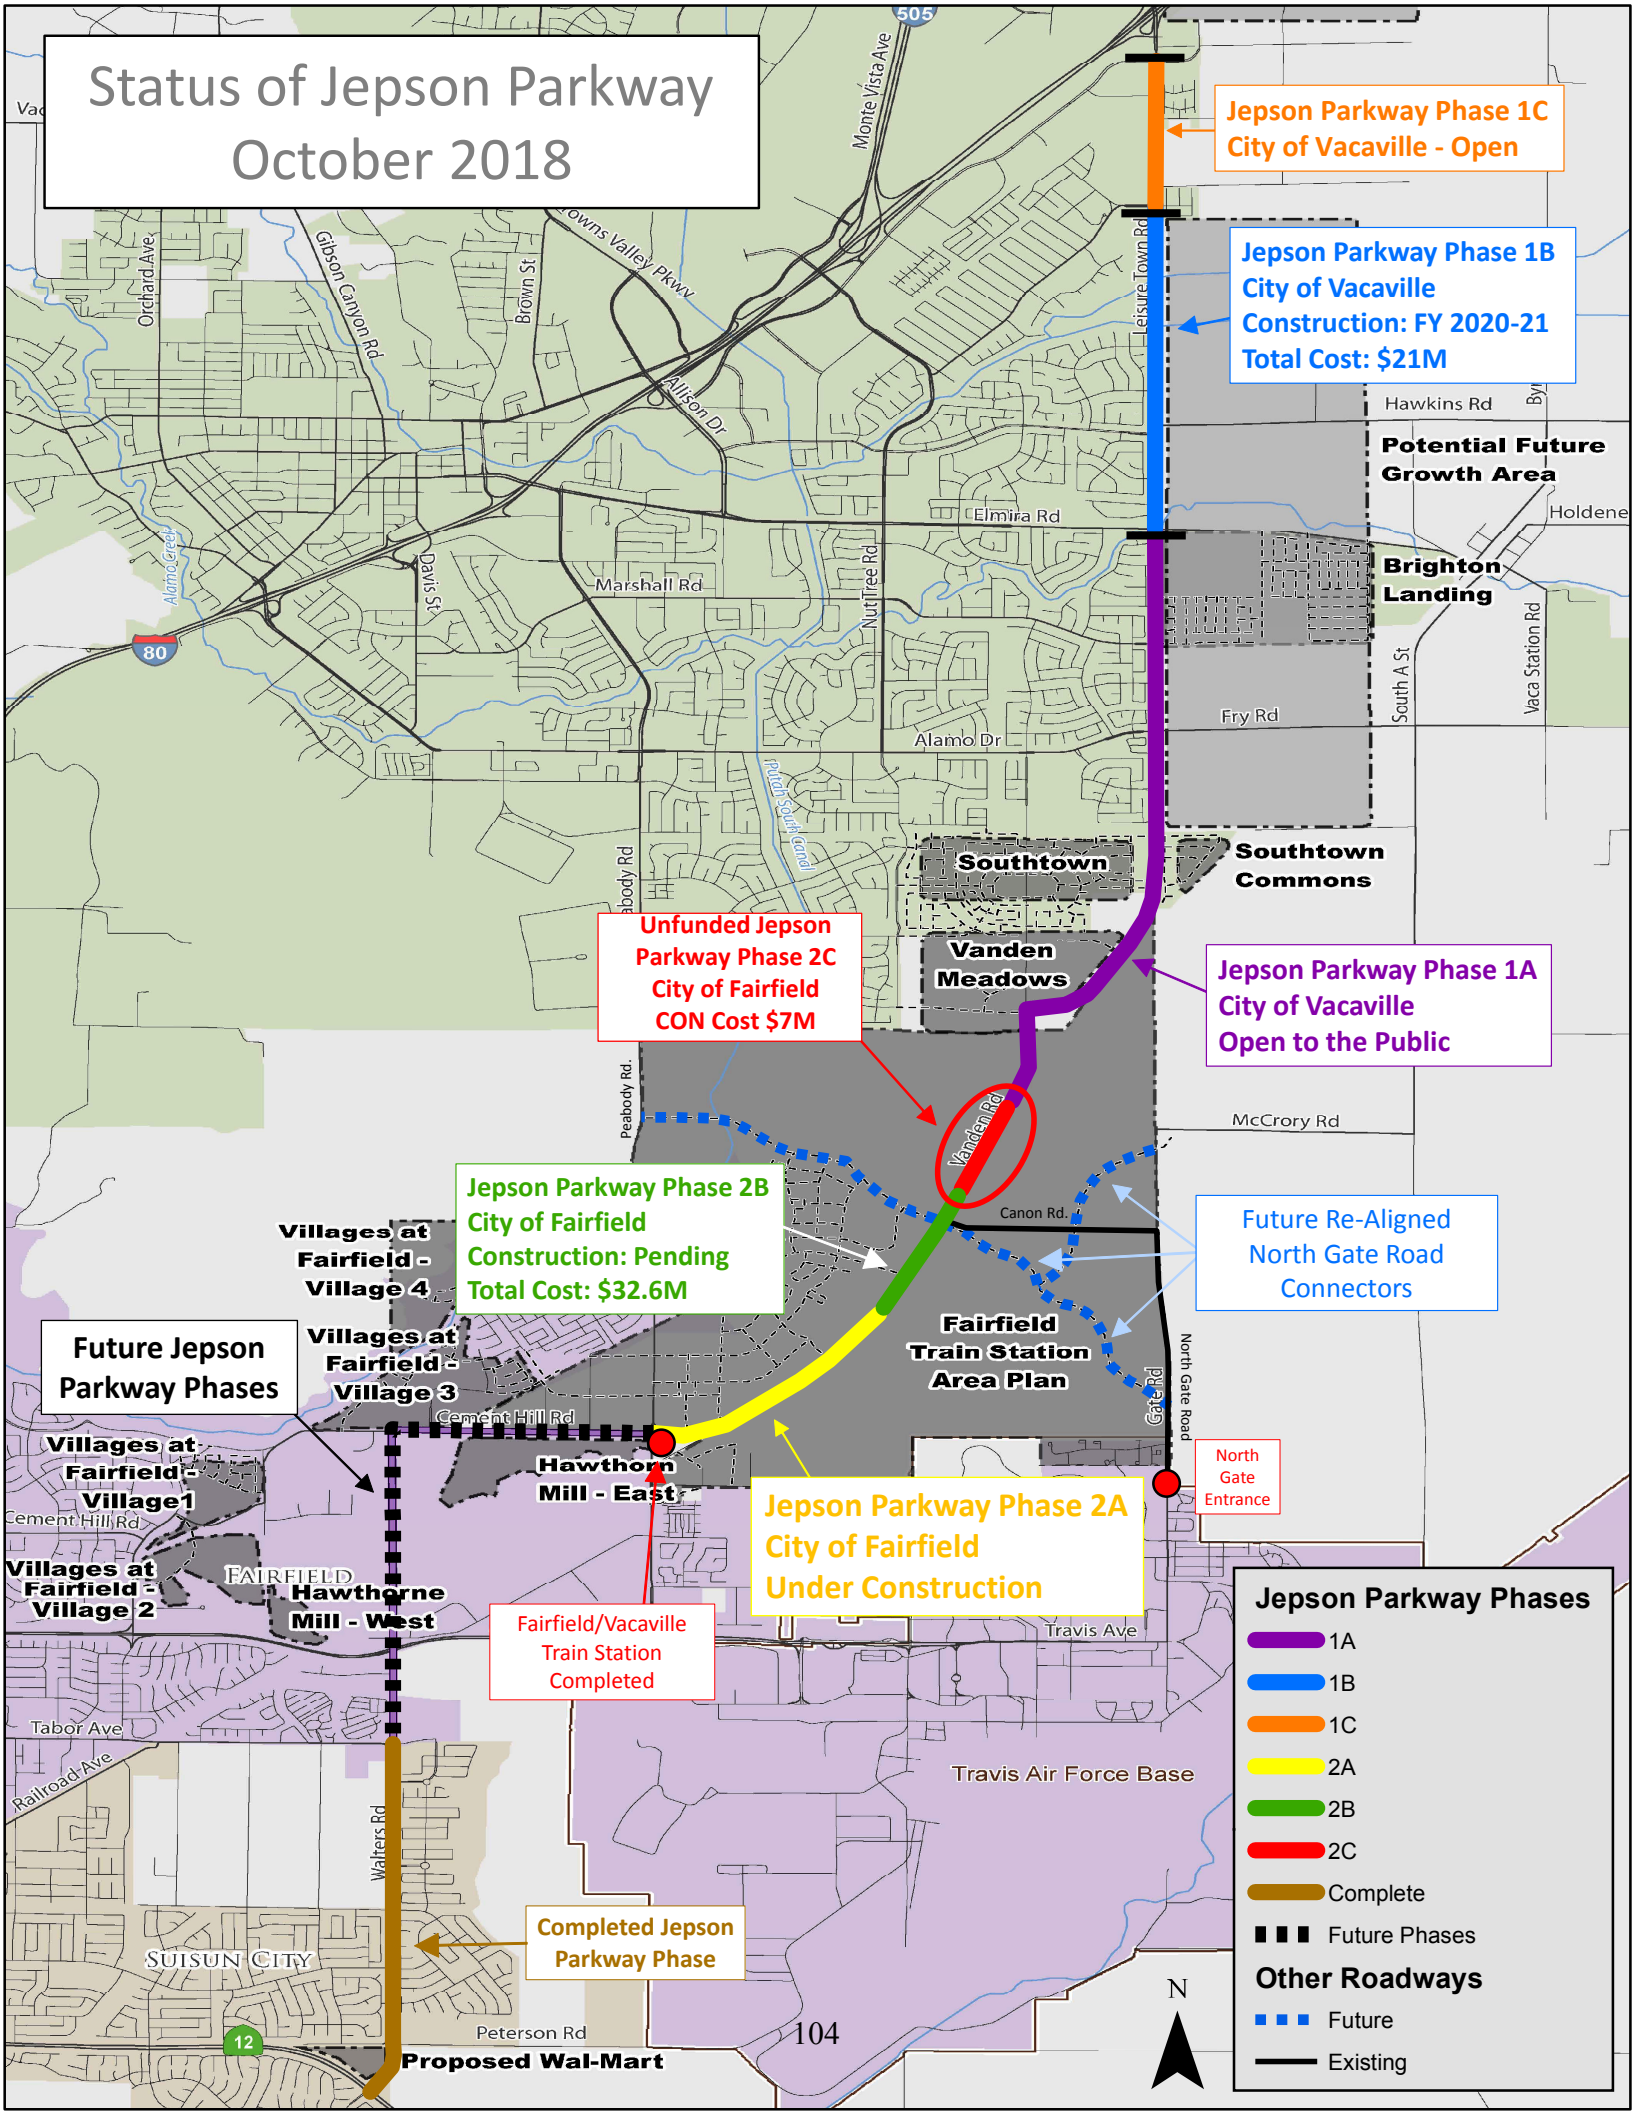 Status of Jepson Parkway
October 2018
505
Monte Vista Ave
Vac
Jepson Parkway Phase 1C
City of Vacaville - Open
Orchard Ave
Gibson Canyon Rd
Brown St
Towns Valley Pkwy
Leisure Town Rd
Jepson Parkway Phase 1B
City of Vacaville
Construction: FY 2020-21
Total Cost: $21M
Allison Dr
Hawkins Rd
Potential Future
Growth Area
Elmira Rd
Holdene
Alamo Creek
Davis St
Marshall Rd
Nut Tree Rd
Brighton
Landing
80
South A St
Vaca Station Rd
Fry Rd
Alamo Dr
Putah South Canal
abody Rd
Southtown
Southtown
Commons
Unfunded Jepson
Parkway Phase 2C
City of Fairfield
CON Cost $7M
Vanden
Meadows
Jepson Parkway Phase 1A
City of Vacaville
Open to the Public
Peabody Rd.
Vanden Rd
McCrory Rd
Jepson Parkway Phase 2B
City of Fairfield
Construction: Pending
Total Cost: $32.6M
Canon Rd.
Future Re-Aligned
North Gate Road
Connectors
Villages at
Fairfield -
Village 4
Future Jepson
Parkway Phases
Villages at
Fairfield -
Village 3
Fairfield
Train Station
Area Plan
North Gate Road
Gate Rd
Cement Hill Rd
Villages at
Fairfield -
Village1
Hawthorn
Mill - East
North
Gate
Entrance
Cement Hill Rd
Jepson Parkway Phase 2A
City of Fairfield
Under Construction
Villages at
Fairfield -
Village 2
FAIRFIELD
Hawthorne
Mill - West
Fairfield/Vacaville
Train Station
Completed
Travis Ave
Tabor Ave
Railroad Ave
Travis Air Force Base
Walters Rd
Completed Jepson
Parkway Phase
SUISUN CITY
12
Peterson Rd
Proposed Wal-Mart
104
N
Jepson Parkway Phases
1A
1B
1C
2A
2B
2C
Complete
Future Phases
Other Roadways
Future
Existing